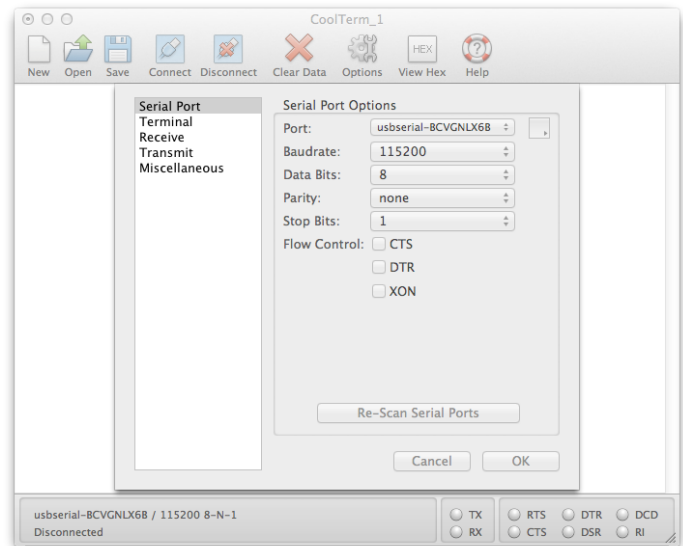 CoolTerm_1
New Open Save Connect Disconnect Clear Data Options HEX View Hex Help
Serial Port
Terminal
Receive
Transmit
Miscellaneous
Serial Port Options
Port: usbserial-BCVGNLX6B
Baudrate: 115200
Data Bits: 8
Parity: none
Stop Bits: 1
Flow Control: CTS
DTR
XON
Re-Scan Serial Ports
Cancel OK
usbserial-BCVGNLX6B / 115200 8-N-1
Disconnected
TX RTS DTR DCD
RX CTS DSR RI